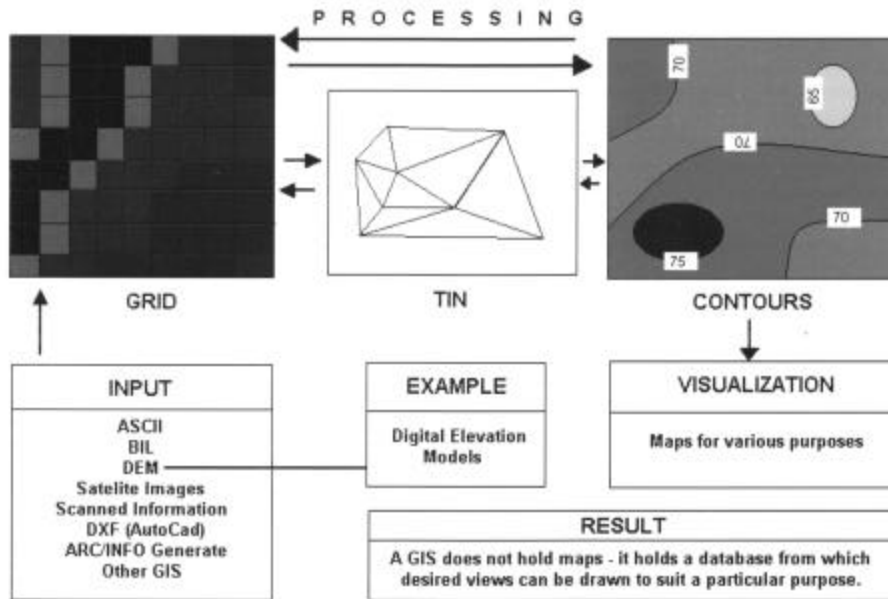 P R O C E S S I N G
70
65
70
70
75
GRID
TIN
CONTOURS
INPUT
ASCII
BIL
DEM
Satelite Images
Scanned Information
DXF (AutoCad)
ARC/INFO Generate
Other GIS
EXAMPLE
Digital Elevation
Models
VISUALIZATION
Maps for various purposes
RESULT
A GIS does not hold maps - it holds a database from which
desired views can be drawn to suit a particular purpose.